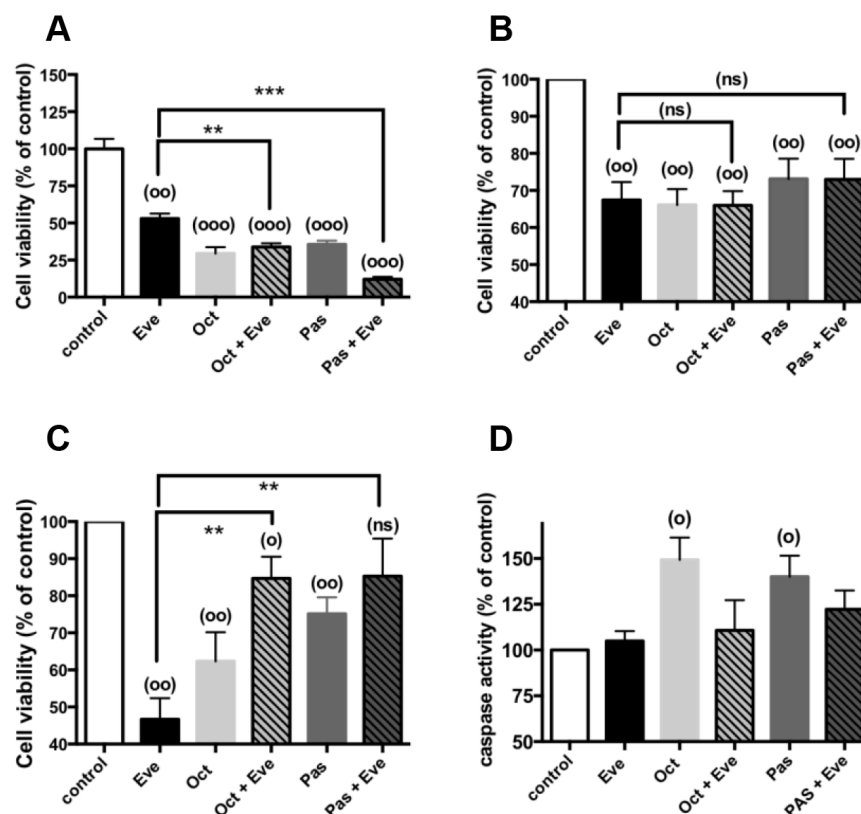 A
Cell viability (% of control)
150
125
100
75
50
25
0
***
**
(oo)
(ooo)
(ooo)
(ooo)
(ooo)
control
Eve
Oct
Oct + Eve
Pas
Pas + Eve
B
Cell viability (% of control)
100
90
80
70
60
50
40
(ns)
(ns)
(oo)
(oo)
(oo)
(oo)
(oo)
control
Eve
Oct
Oct + Eve
Pas
Pas + Eve
C
Cell viability (% of control)
100
90
80
70
60
50
40
**
**
(oo)
(oo)
(o)
(oo)
(ns)
control
Eve
Oct
Oct + Eve
Pas
Pas + Eve
D
caspase activity (% of control)
150
125
100
75
50
(o)
(o)
control
Eve
Oct
Oct + Eve
Pas
PAS + Eve